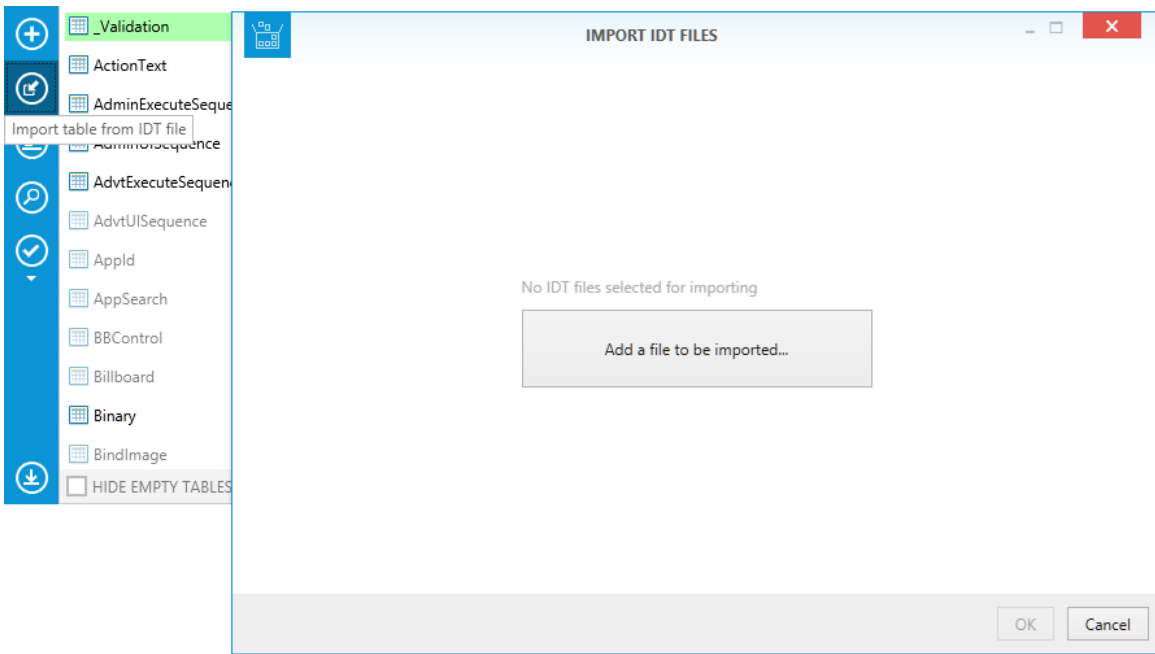 _Validation
ActionText
AdminExecuteSeque
Import table from IDT file
AdminUISequence
AdvtExecuteSequen
AdvtUISequence
AppId
AppSearch
BBControl
Billboard
Binary
BindImage
HIDE EMPTY TABLES
IMPORT IDT FILES
No IDT files selected for importing
Add a file to be imported...
OK
Cancel